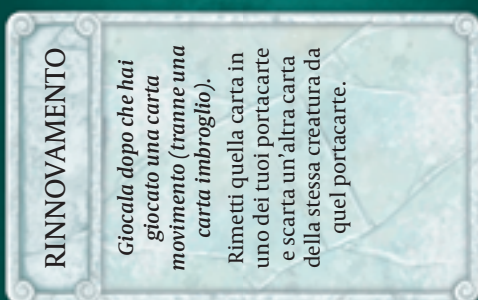 RINNOVAMENTO
Giocala dopo che hai
giocato una carta
movimento (tranne una
carta imbroglio).
Rimetti quella carta in
uno dei tuoi portacarte
e scarta un'altra carta
della stessa creatura da
quel portacarte.